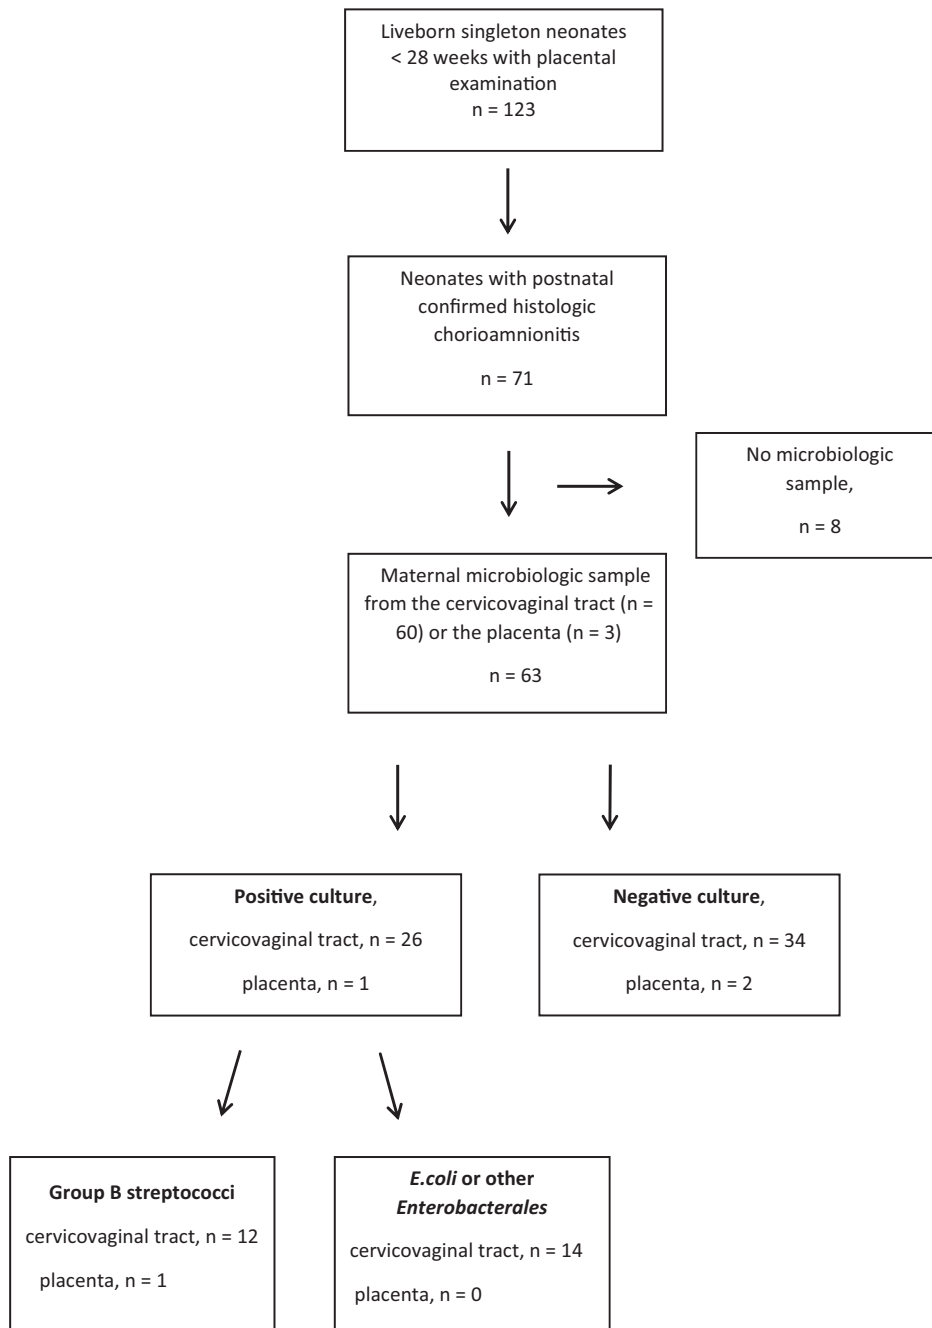 Liveborn singleton neonates
< 28 weeks with placental
examination
n = 123
Neonates with postnatal
confirmed histologic
chorioamnionitis
n = 71
No microbiologic
sample,
n = 8
Maternal microbiologic sample
from the cervicovaginal tract (n =
60) or the placenta (n = 3)
n = 63
Positive culture,
cervicovaginal tract, n = 26
placenta, n = 1
Negative culture,
cervicovaginal tract, n = 34
placenta, n = 2
Group B streptococci
cervicovaginal tract, n = 12
placenta, n = 1
E.coli or other
Enterobacterales
cervicovaginal tract, n = 14
placenta, n = 0